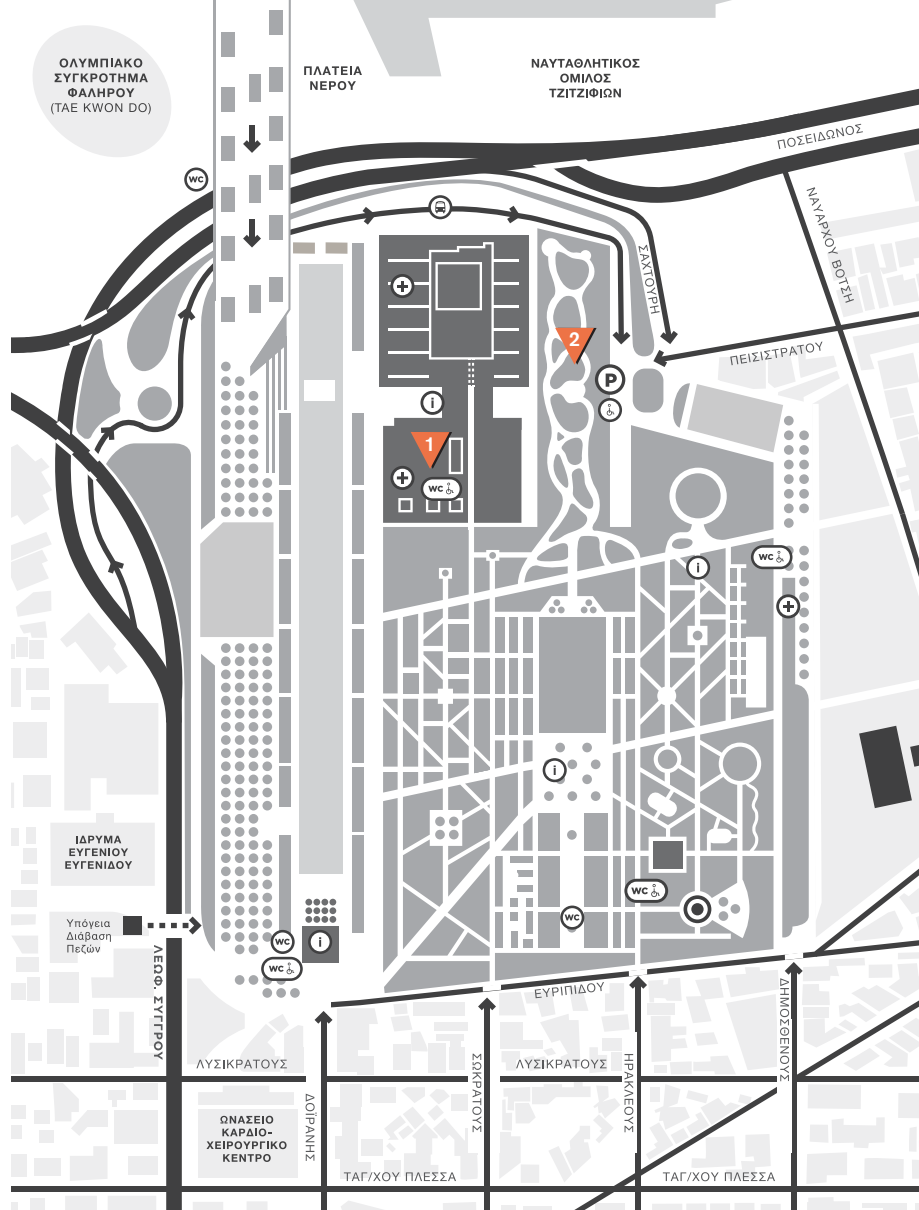 ΟΛΥΜΠΙΑΚΟ
ΣΥΓΚΡΟΤΗΜΑ
ΦΑΛΗΡΟΥ
(TAE KWON DO)
ΠΛΑΤΕΙΑ
ΝΕΡΟΥ
ΝΑΥΤΑΘΛΗΤΙΚΟΣ
ΟΜΙΛΟΣ
ΤΖΙΤΖΙΦΙΩΝ
ΠΟΣΕΙΔΩΝΟΣ
WC
ΝΑΥΑΡΧΟΥ ΒΟΤΣΗ
ΣΑΧΤΟΥΡΗ
ΠΕΙΣΙΣΤΡΑΤΟΥ
2
P
i
1
WC
WC
i
i
ΙΔΡΥΜΑ
ΕΥΓΕΝΙΟΥ
ΕΥΓΕΝΙΔΟΥ
WC
WC
Υπόγεια
Διάβαση
Πεζών
WC
i
WC
ΛΕΩΦ. ΣΥΓΓΡΟΥ
ΕΥΡΙΠΙΔΟΥ
ΔΗΜΟΣΘΕΝΟΥΣ
ΛΥΣΙΚΡΑΤΟΥΣ
ΣΩΚΡΑΤΟΥΣ
ΛΥΣΙΚΡΑΤΟΥΣ
ΗΡΑΚΛΕΟΥΣ
ΔΟΪΡΑΝΗΣ
ΩΝΑΣΕΙΟ
ΚΑΡΔΙΟ-
ΧΕΙΡΟΥΡΓΙΚΟ
ΚΕΝΤΡΟ
ΤΑΓ/ΧΟΥ ΠΛΕΣΣΑ
ΤΑΓ/ΧΟΥ ΠΛΕΣΣΑ